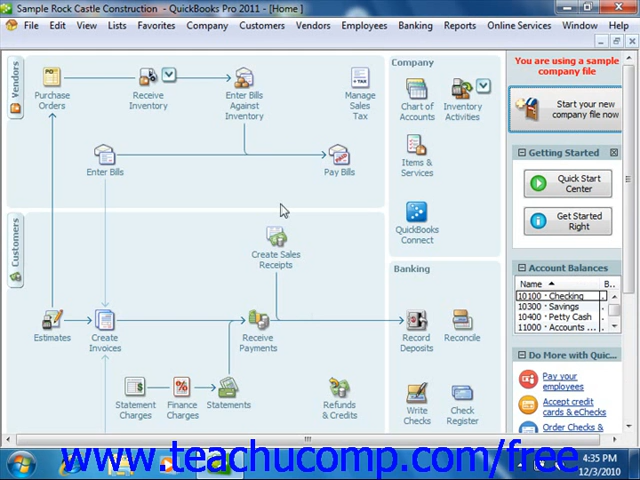 Sample Rock Castle Construction - QuickBooks Pro 2011 - [Home ]
File Edit View Lists Favorites Company Customers Vendors Employees Banking Reports Online Services Window Help
Vendors
Purchase Orders
Receive Inventory
Enter Bills Against Inventory
Manage Sales Tax
Enter Bills
Pay Bills
Customers
Create Sales Receipts
Estimates
Create Invoices
Receive Payments
Statement Charges
Finance Charges
Statements
Refunds & Credits
Company
Chart of Accounts
Inventory Activities
Items & Services
QuickBooks Connect
Banking
Record Deposits
Reconcile
Write Checks
Check Register
You are using a sample company file
Start your new company file now
Getting Started
Quick Start Center
Get Started Right
Account Balances
Name B..
10100 · Checking
10300 · Savings
10400 · Petty Cash
11000 · Accounts ...
Do More with Quic...
Pay your employees
Accept credit cards & eChecks
Order Checks &
www.teachucomp.com/free
4:35 PM
12/3/2010